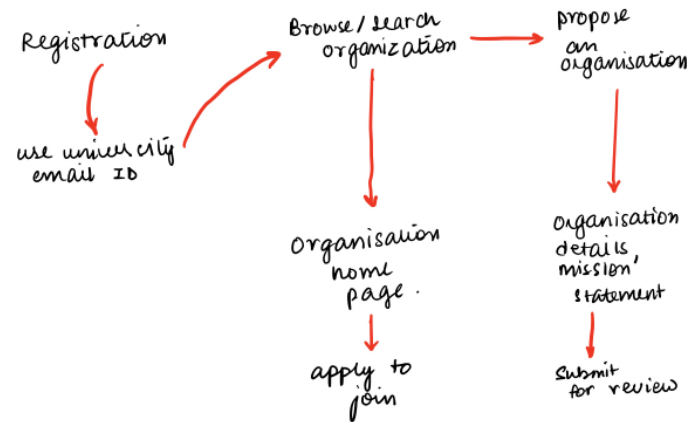 Registration
use university
email ID
Browse/Search
organization
Organisation
home
page.
apply to
join
propose
an
organisation
Organisation
details,
mission,
statement
Submit
for review